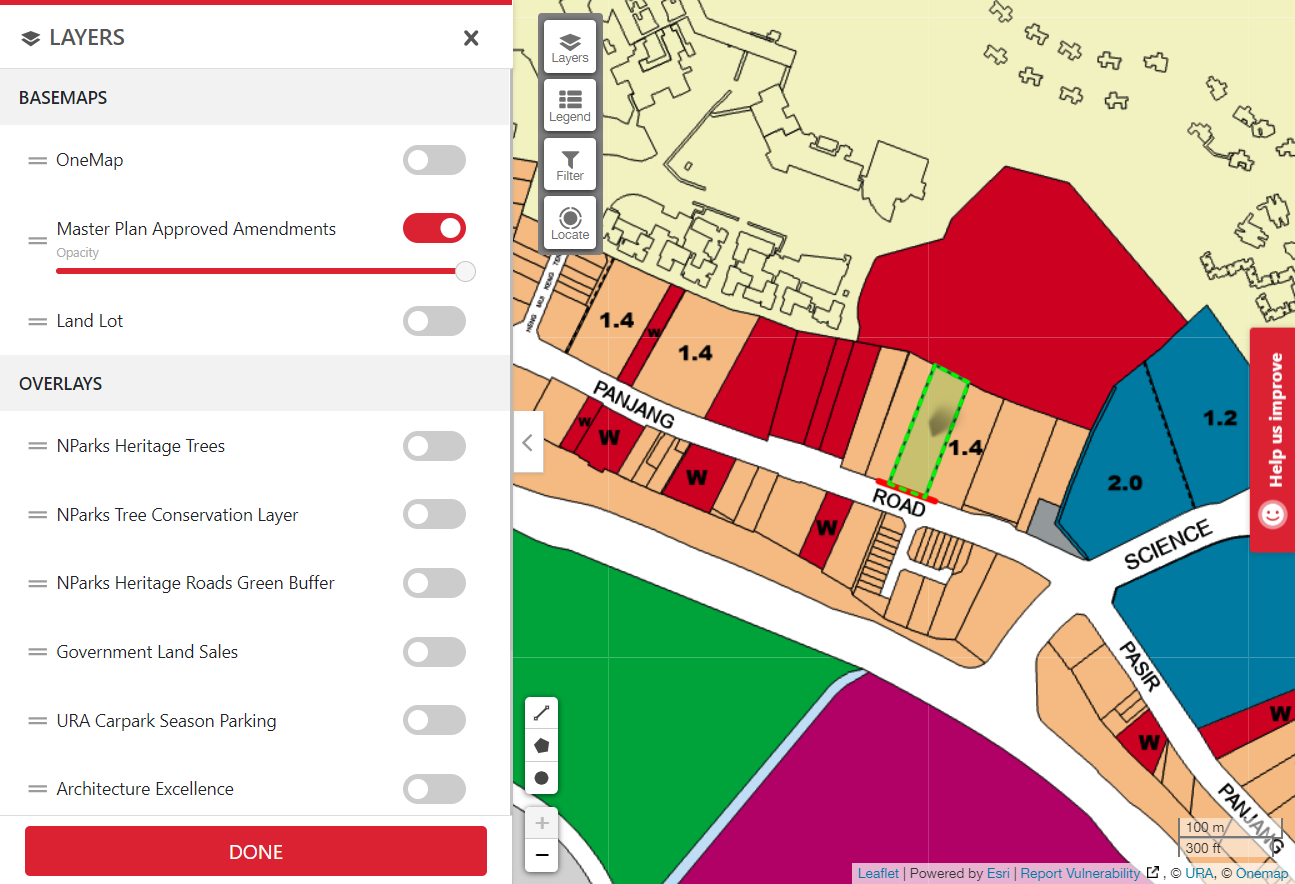 LAYERS
BASEMAPS
OneMap
Master Plan Approved Amendments
Opacity
Land Lot
OVERLAYS
NParks Heritage Trees
NParks Tree Conservation Layer
NParks Heritage Roads Green Buffer
Government Land Sales
URA Carpark Season Parking
Architecture Excellence
DONE
Layers
Legend
Filter
Locate
1.4
W
1.4
PANJANG
W
W
W
1.4
ROAD
W
2.0
1.2
SCIENCE
PASIR
W
W
PANJANG
Help us improve
100 m
300 ft
Leaflet | Powered by Esri | Report Vulnerability , © URA, © Onemap